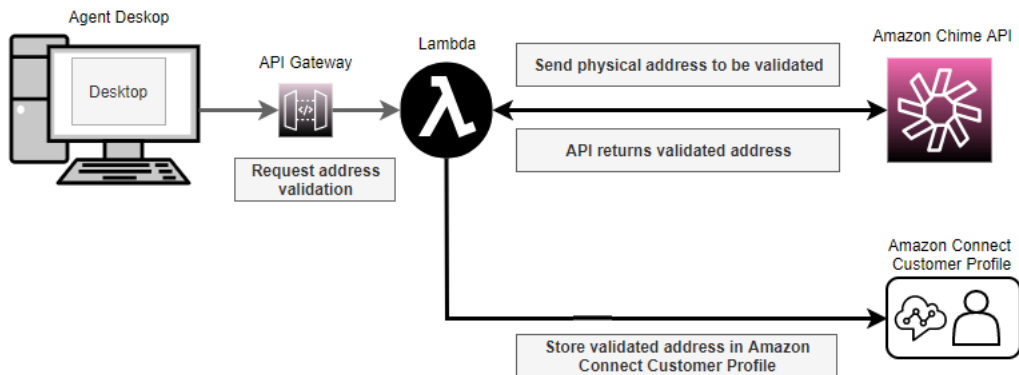 Agent Deskop
Desktop
API Gateway
Request address
validation
Lambda
Send physical address to be validated
API returns validated address
Amazon Chime API
Amazon Connect
Customer Profile
Store validated address in Amazon
Connect Customer Profile